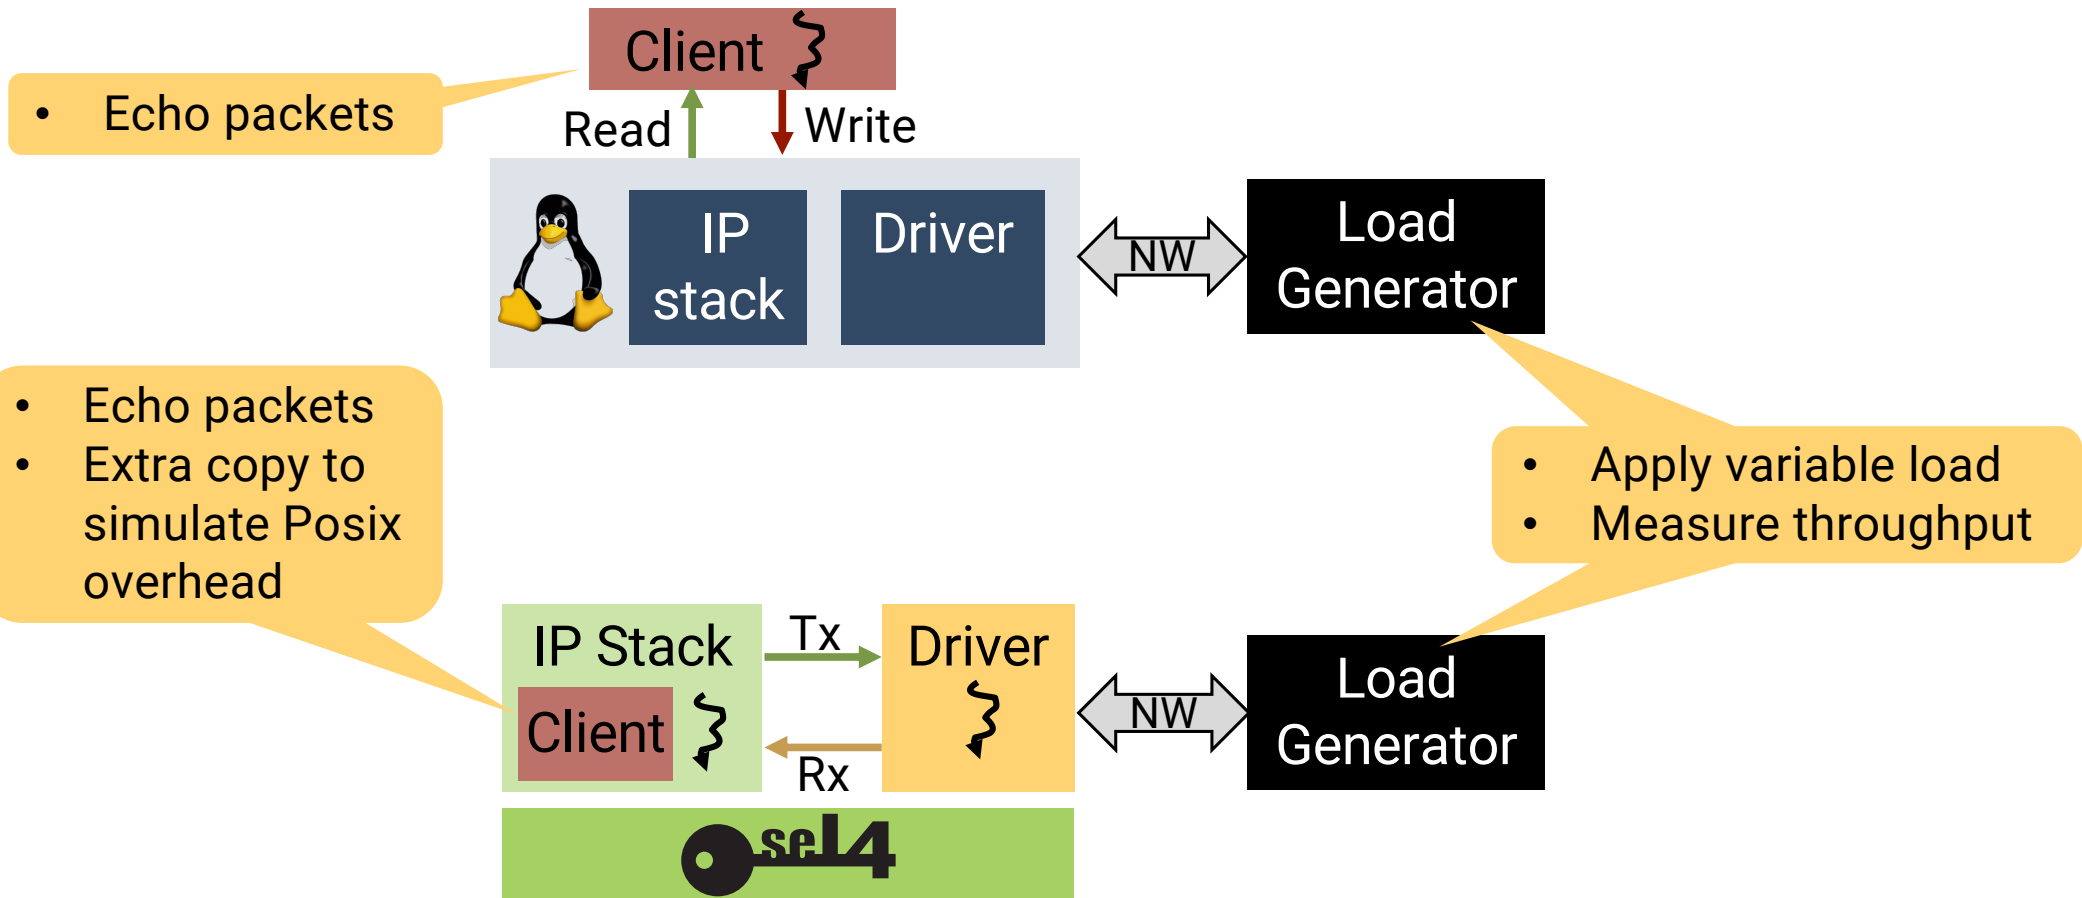 Client
• Echo packets
Read
Write
IP
stack
Driver
NW
Load
Generator
• Echo packets
• Extra copy to
simulate Posix
overhead
• Apply variable load
• Measure throughput
IP Stack
Client
Tx
Rx
Driver
NW
Load
Generator
seL4